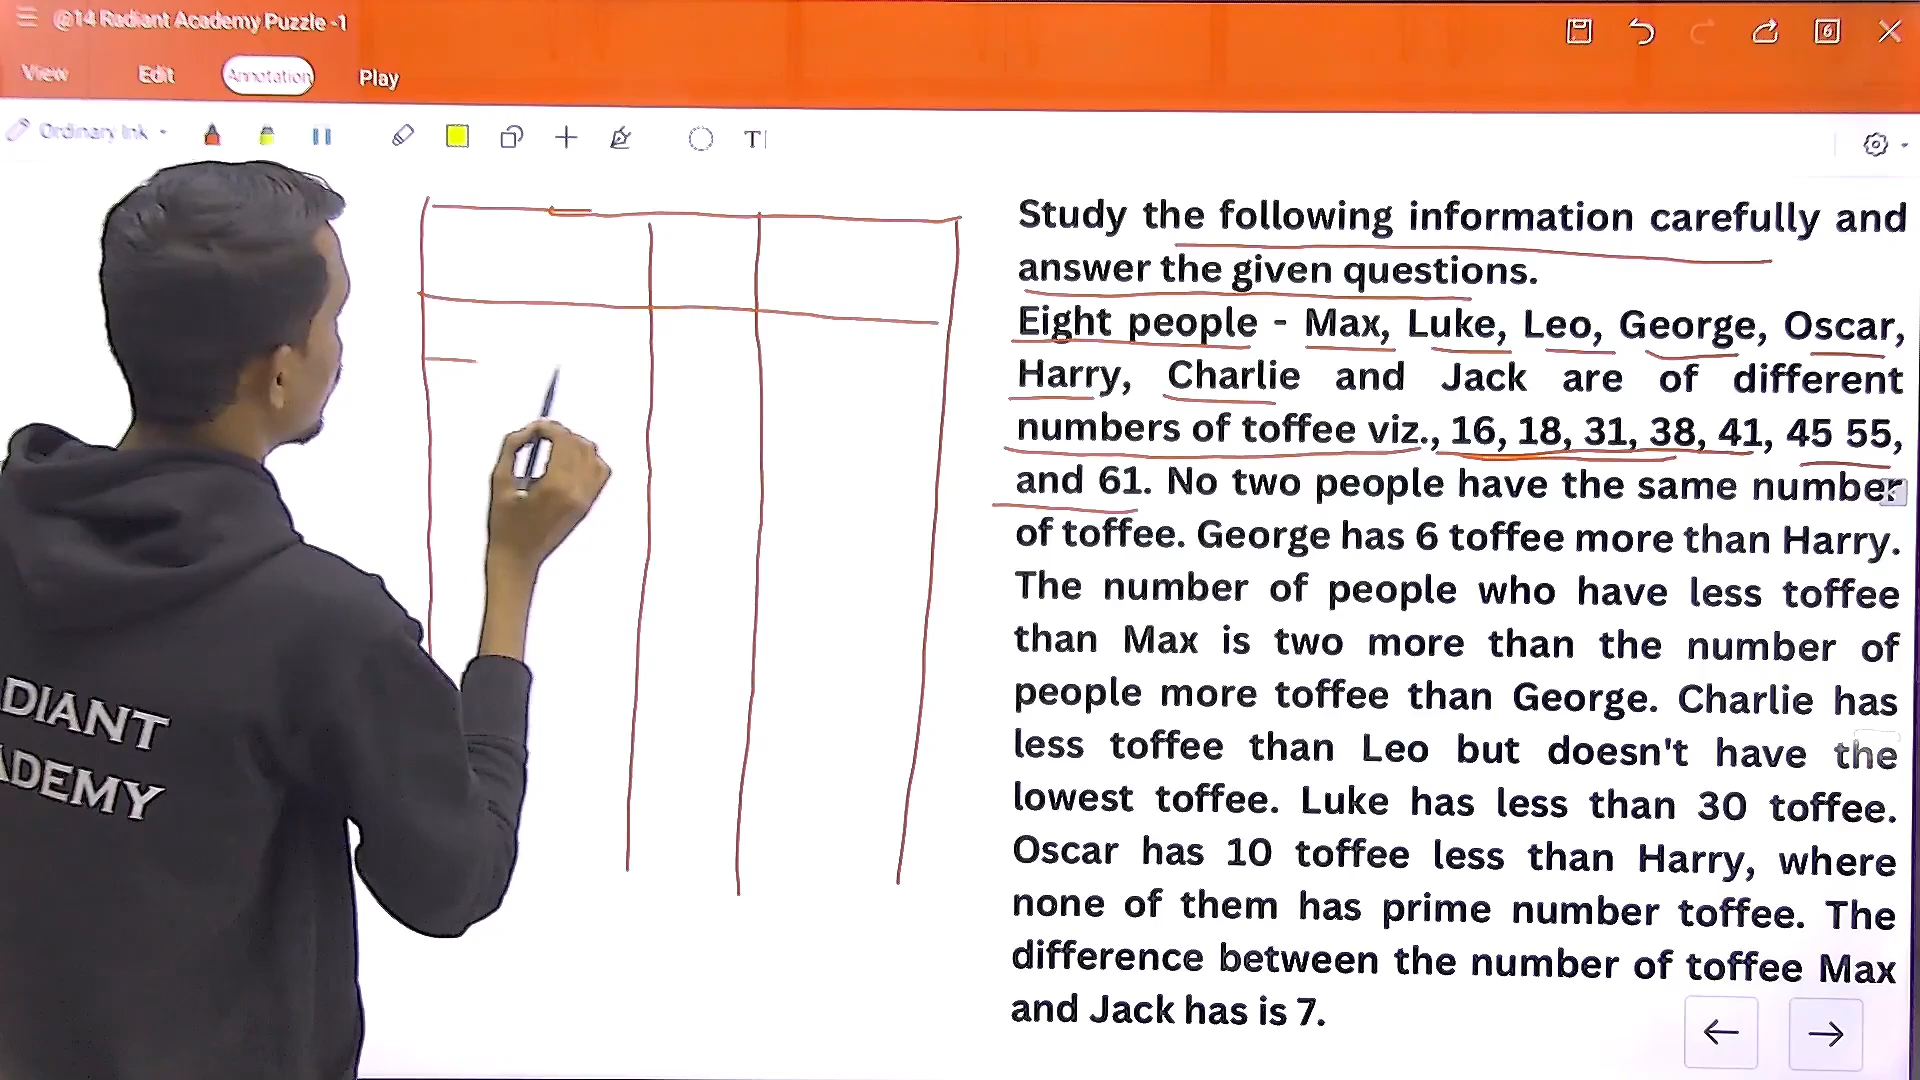 @14 Radiant Academy Puzzle -1
View Edit Annotation Play
Ordinary Ink
T
6
Study the following information carefully and
answer the given questions.
Eight people - Max, Luke, Leo, George, Oscar,
Harry, Charlie and Jack are of different
numbers of toffee viz., 16, 18, 31, 38, 41, 45 55,
and 61. No two people have the same number
of toffee. George has 6 toffee more than Harry.
The number of people who have less toffee
than Max is two more than the number of
people more toffee than George. Charlie has
less toffee than Leo but doesn't have the
lowest toffee. Luke has less than 30 toffee.
Oscar has 10 toffee less than Harry, where
none of them has prime number toffee. The
difference between the number of toffee Max
and Jack has is 7.
DIANT
ADEMY